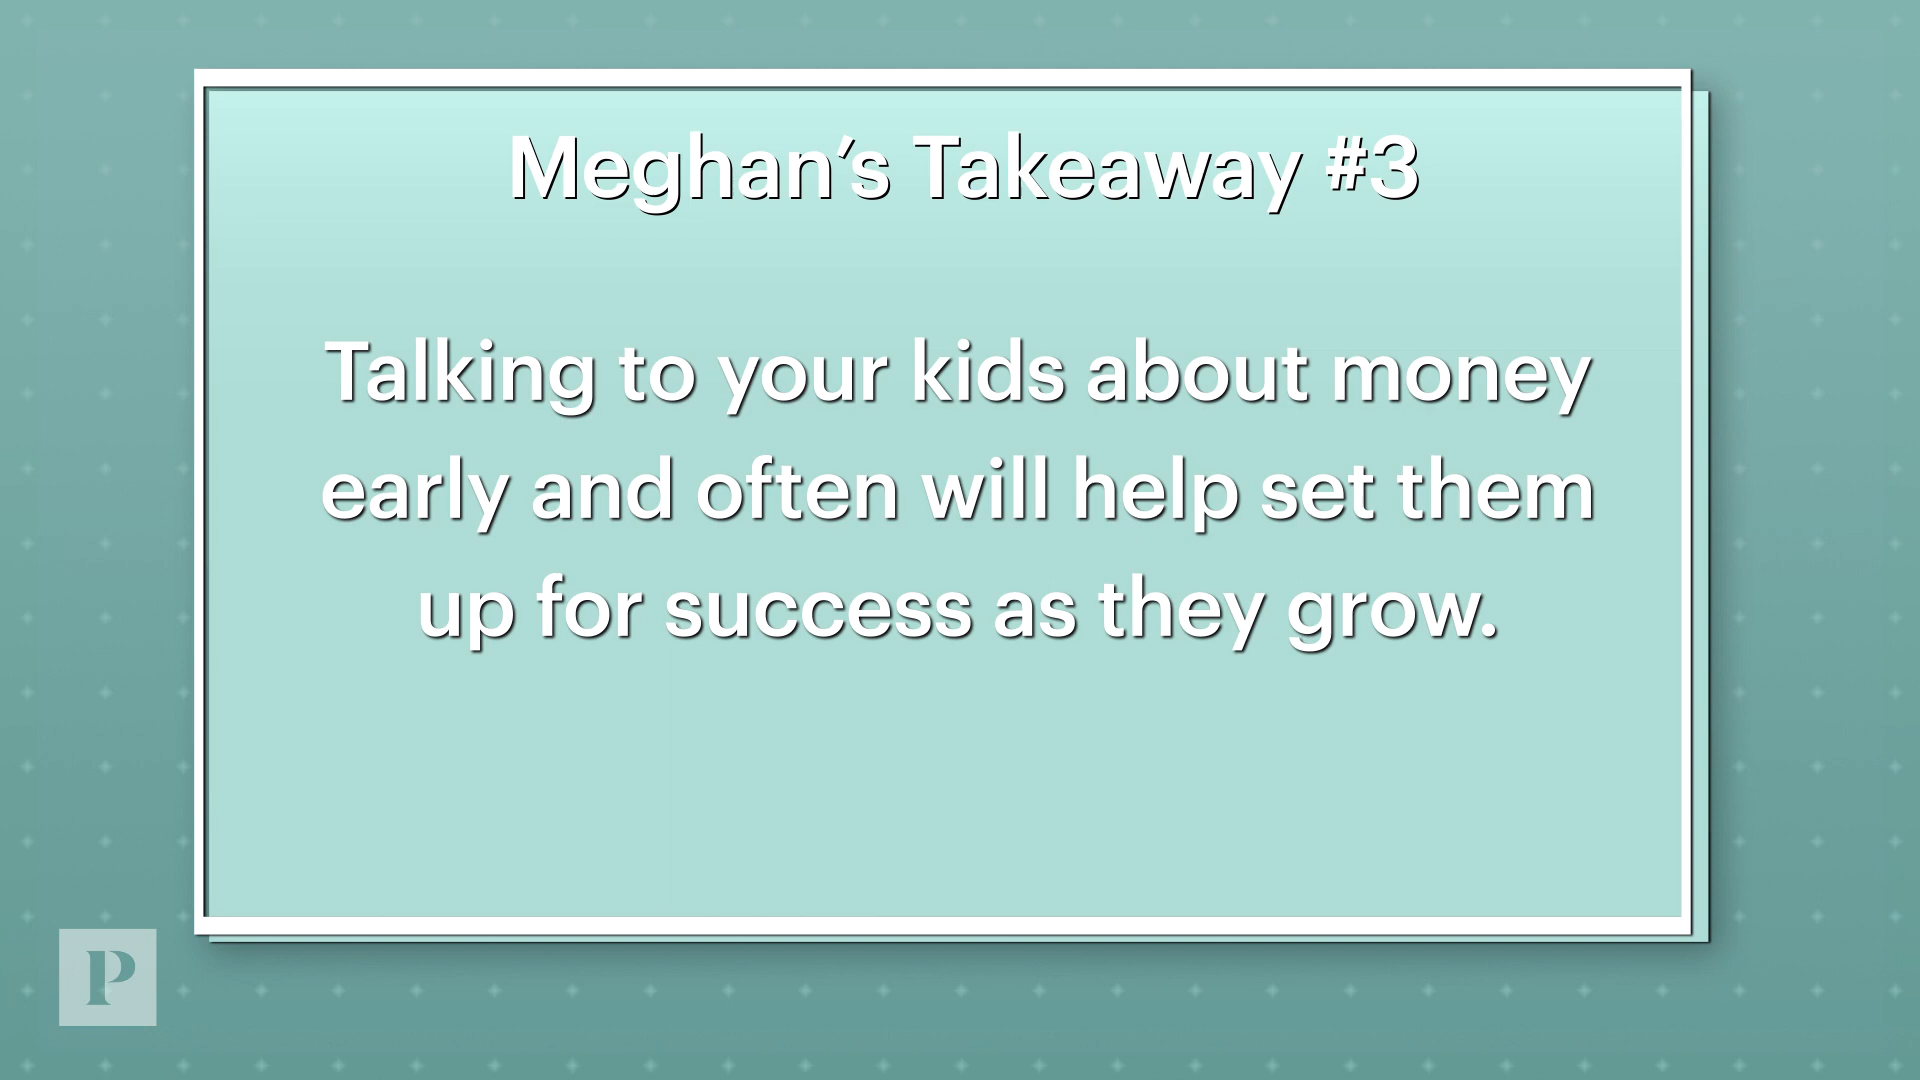 Meghan's Takeaway #3
Talking to your kids about money
early and often will help set them
up for success as they grow.
P